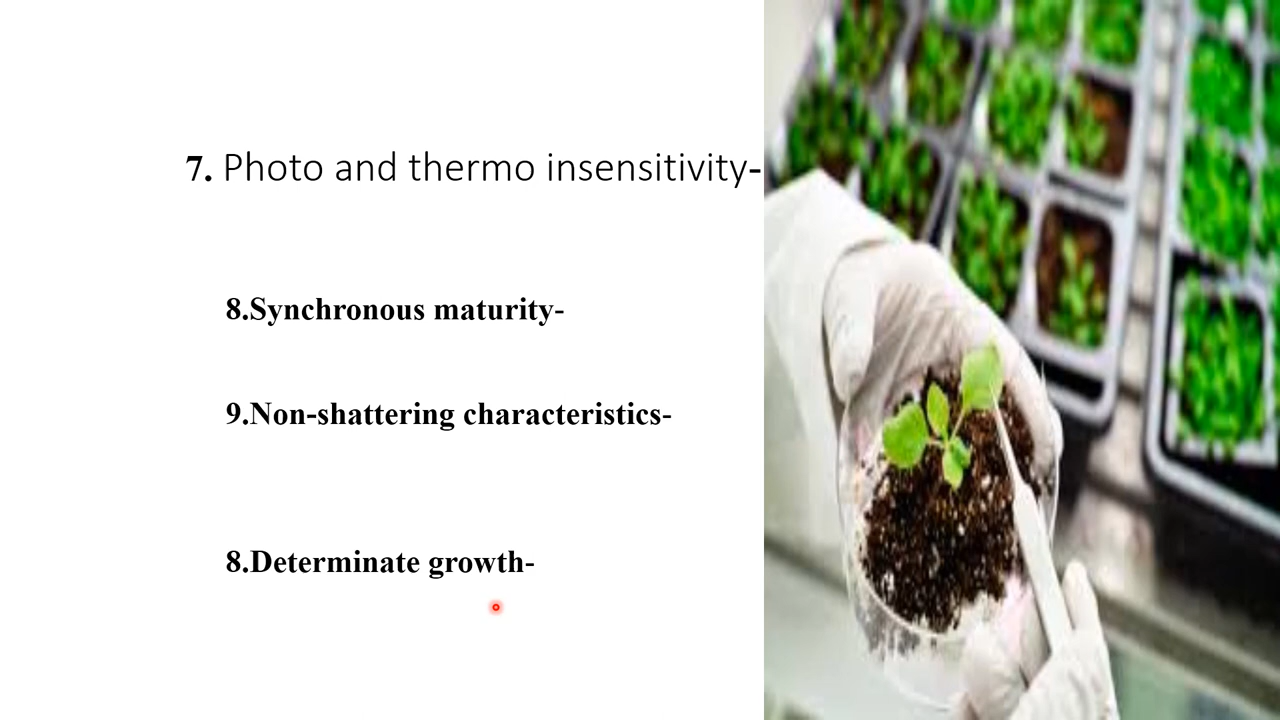 7. Photo and thermo insensitivity-
8.Synchronous maturity-
9.Non-shattering characteristics-
8.Determinate growth-